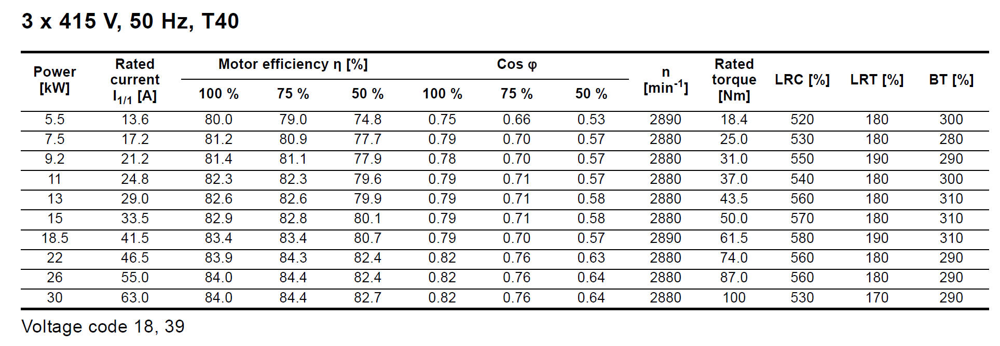 3 x 415 V, 50 Hz, T40
Power [kW] Rated current I1/1 [A] Motor efficiency η [%] Cos φ n [min-1] Rated torque [Nm] LRC [%] LRT [%] BT [%]
100 % 75 % 50 % 100 % 75 % 50 %
5.5 13.6 80.0 79.0 74.8 0.75 0.66 0.53 2890 18.4 520 180 300
7.5 17.2 81.2 80.9 77.7 0.79 0.70 0.57 2880 25.0 530 180 280
9.2 21.2 81.4 81.1 77.9 0.78 0.70 0.57 2880 31.0 550 190 290
11 24.8 82.3 82.3 79.6 0.79 0.71 0.57 2880 37.0 540 180 300
13 29.0 82.6 82.6 79.9 0.79 0.71 0.58 2880 43.5 560 180 310
15 33.5 82.9 82.8 80.1 0.79 0.71 0.58 2880 50.0 570 180 310
18.5 41.5 83.4 83.4 80.7 0.79 0.70 0.57 2890 61.5 580 190 310
22 46.5 83.9 84.3 82.4 0.82 0.76 0.63 2880 74.0 560 180 290
26 55.0 84.0 84.4 82.4 0.82 0.76 0.64 2880 87.0 560 180 290
30 63.0 84.0 84.4 82.7 0.82 0.76 0.64 2880 100 530 170 290
Voltage code 18, 39